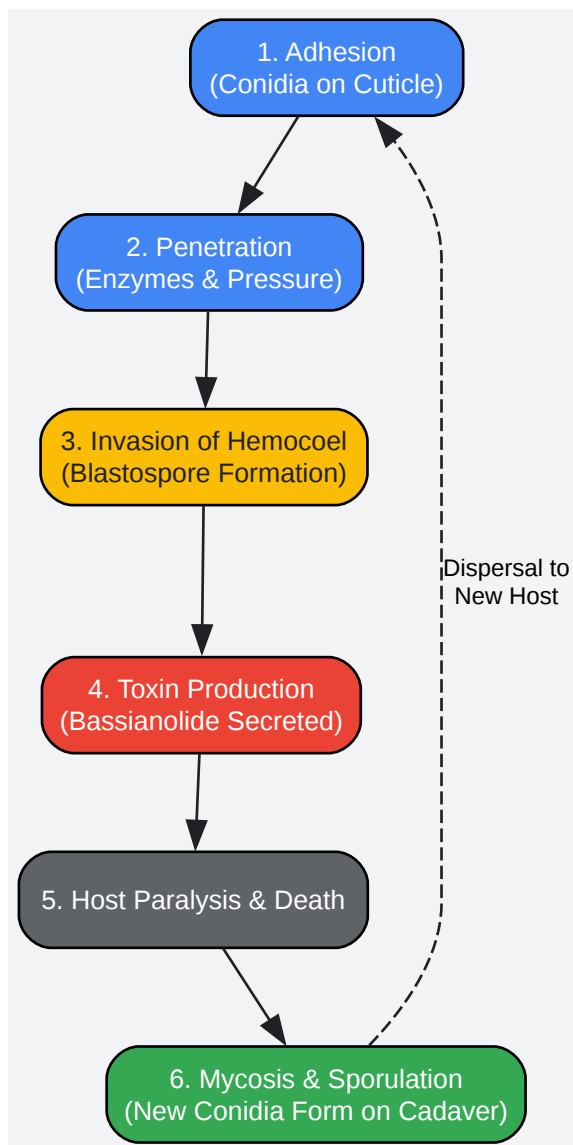 1. Adhesion
(Conidia on Cuticle)
2. Penetration
(Enzymes & Pressure)
3. Invasion of Hemocoel
(Blastospore Formation)
Dispersal to
New Host
4. Toxin Production
(Bassianolide Secreted)
5. Host Paralysis & Death
6. Mycosis & Sporulation
(New Conidia Form on Cadaver)